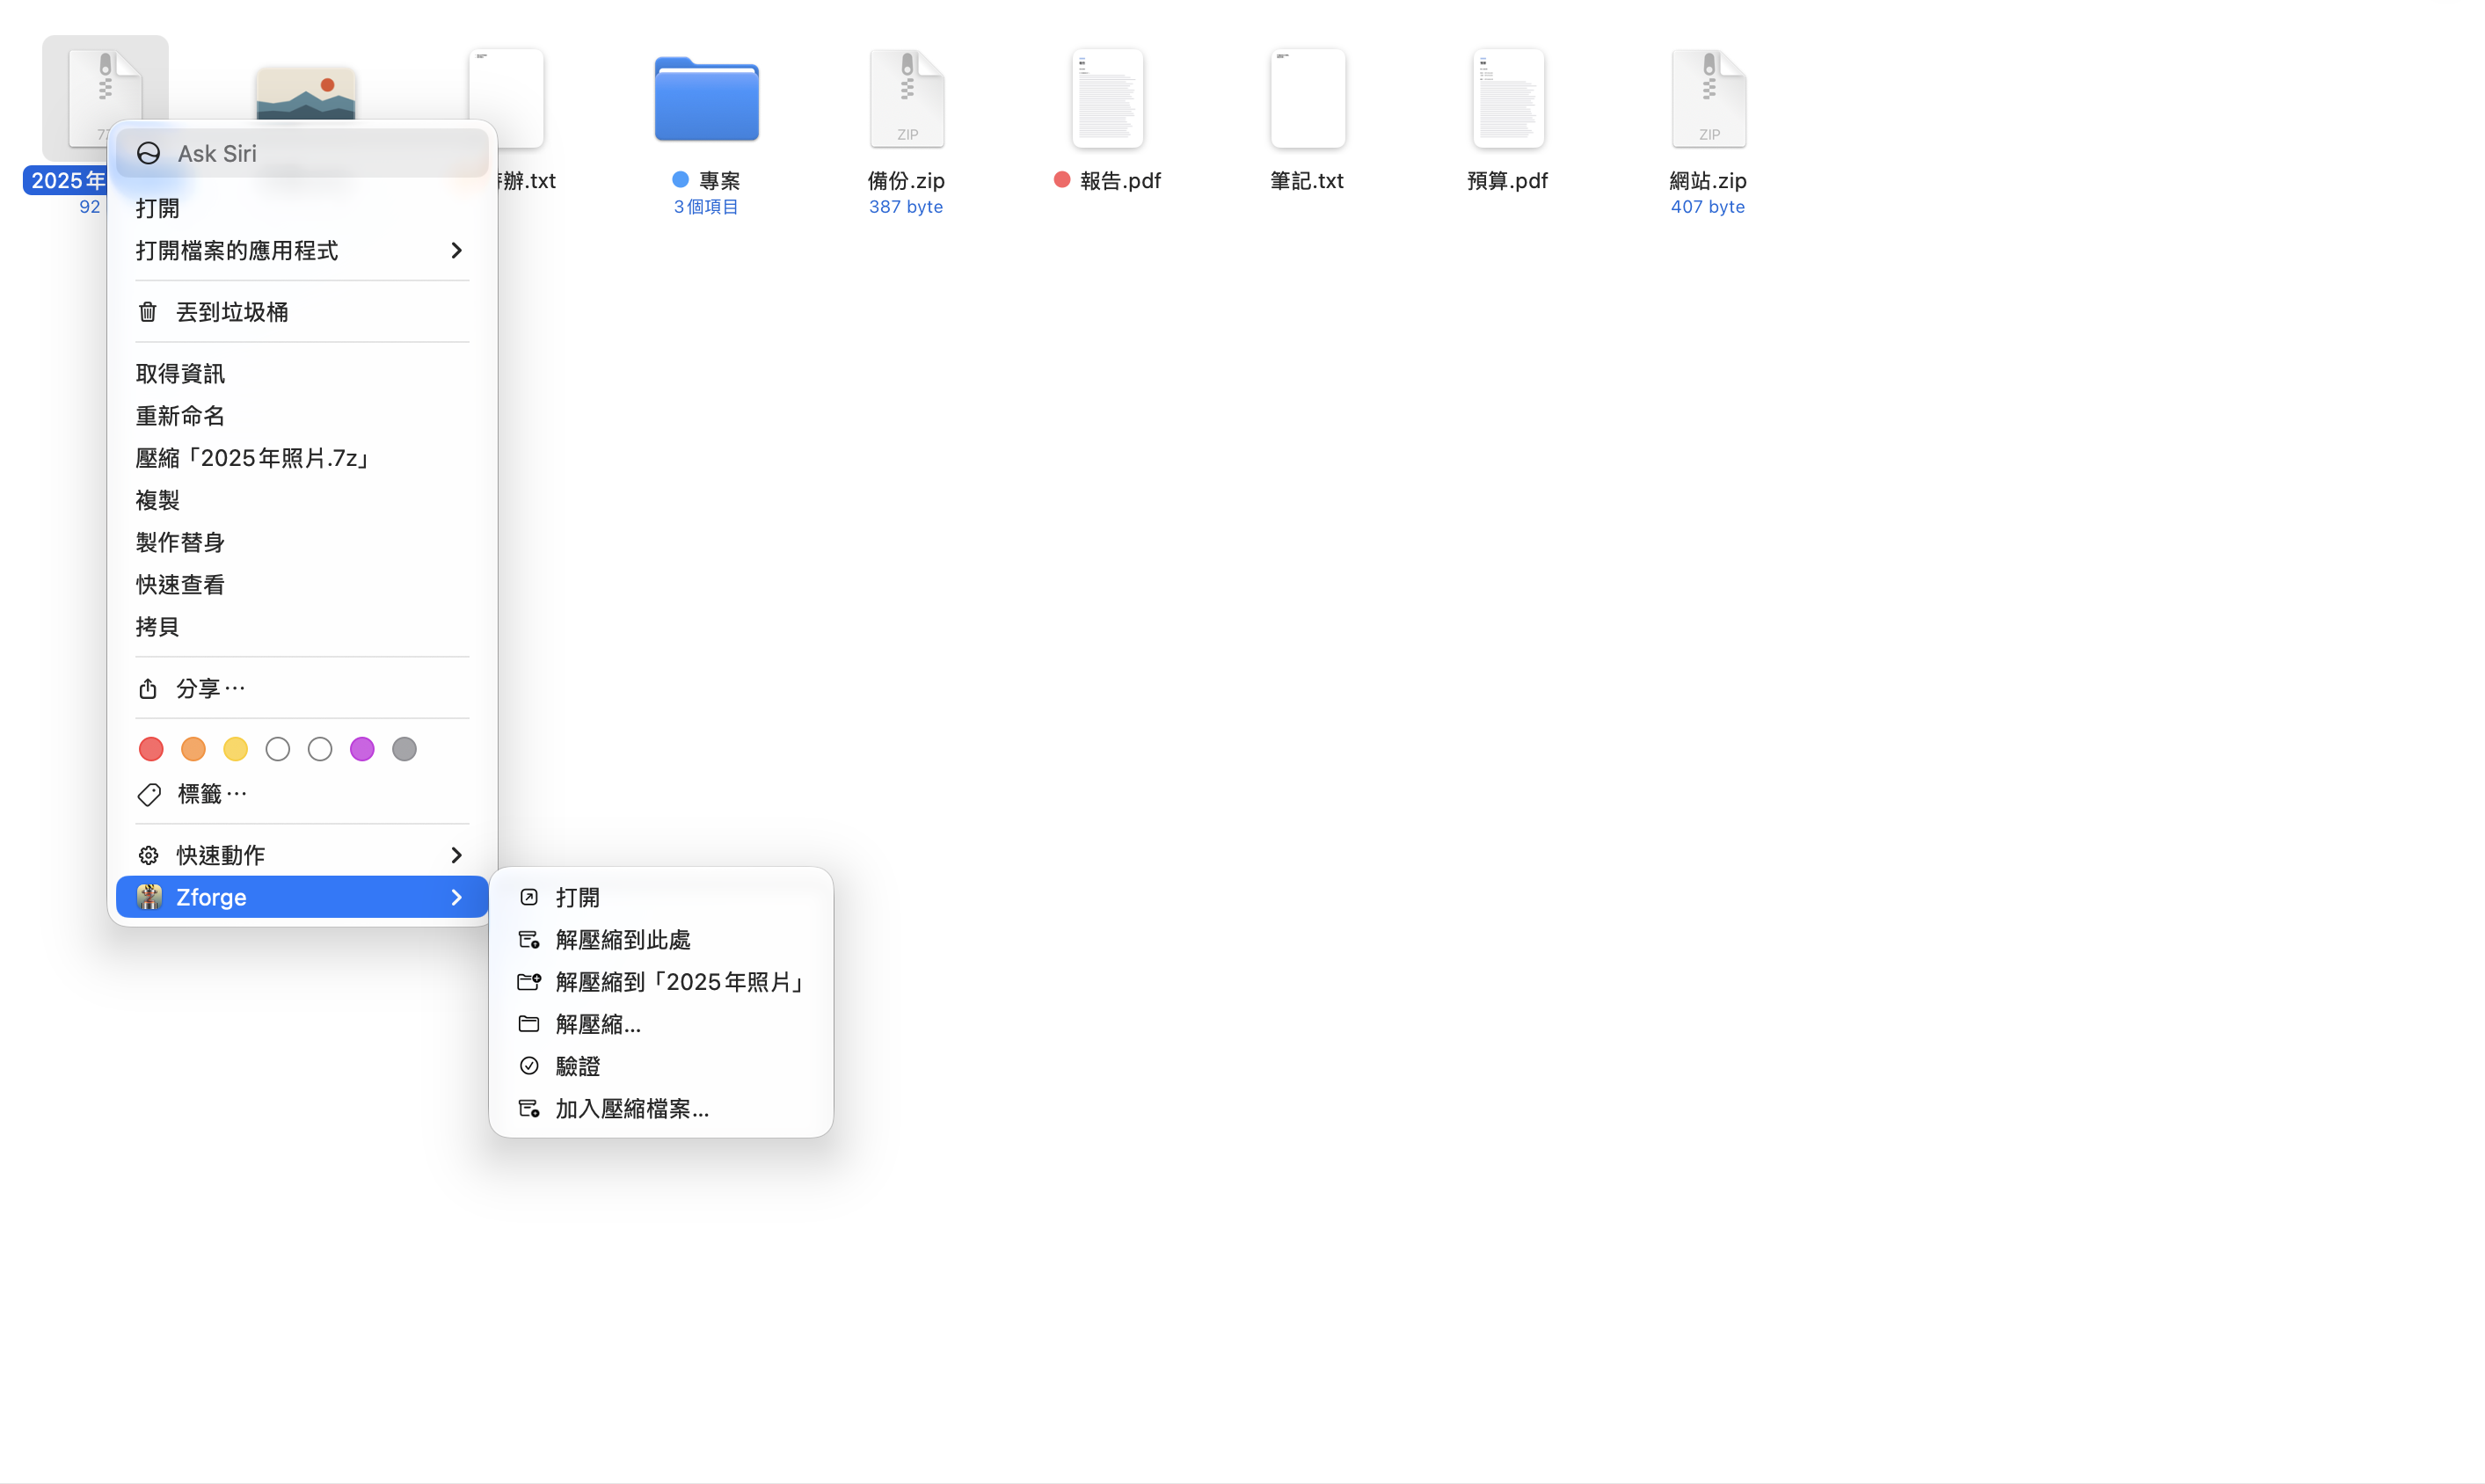 2025年
92
辦.txt
專案
3個項目
ZIP
備份.zip
387 byte
報告.pdf
筆記.txt
預算.pdf
ZIP
網站.zip
407 byte
Ask Siri
打開
打開檔案的應用程式
丟到垃圾桶
取得資訊
重新命名
壓縮「2025年照片.7z」
複製
製作替身
快速查看
拷貝
分享⋯
標籤⋯
快速動作
Zforge
打開
解壓縮到此處
解壓縮到「2025年照片」
解壓縮...
驗證
加入壓縮檔案...